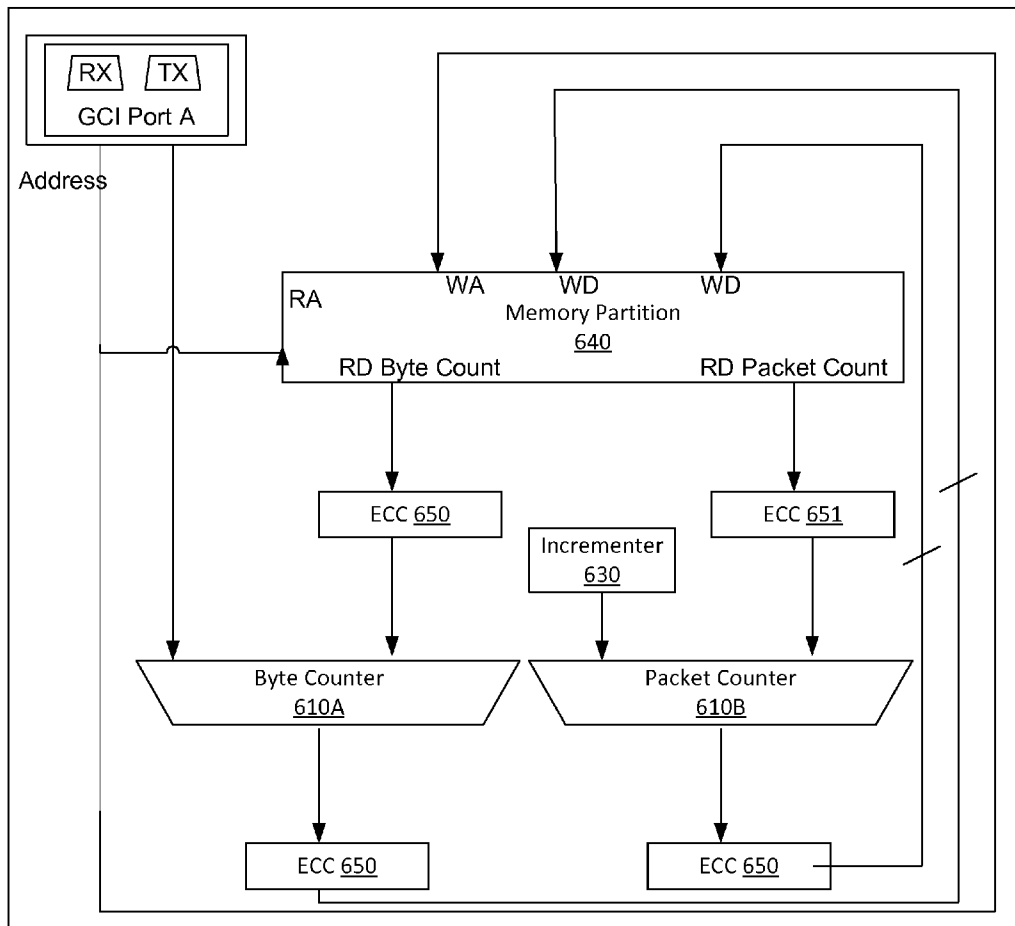 RX TX
GCI Port A
Address
WA WD WD
RA
Memory Partition
640
RD Byte Count RD Packet Count
ECC 650 ECC 651
Incrementer
630
Byte Counter Packet Counter
610A 610B
ECC 650 ECC 650